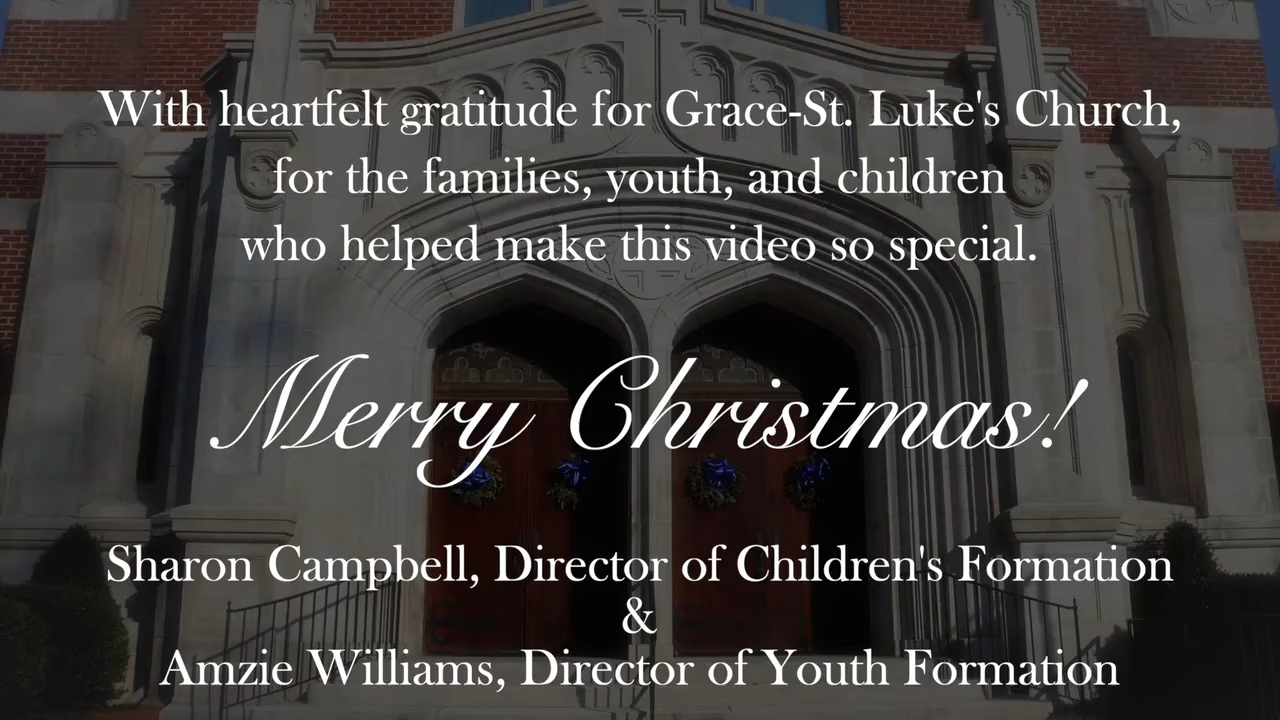 With heartfelt gratitude for Grace-St. Luke's Church,
for the families, youth, and children
who helped make this video so special.
Merry Christmas!
Sharon Campbell, Director of Children's Formation
&
Amzie Williams, Director of Youth Formation